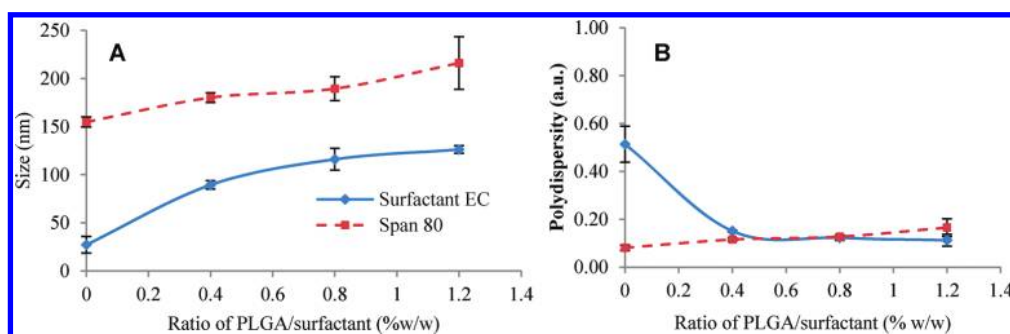 A
B
Size (nm)
250
200
150
100
50
0
Surfactant EC
Span 80
0 0.2 0.4 0.6 0.8 1 1.2 1.4
Ratio of PLGA/surfactant (%w/w)
Polydispersity (a.u.)
1.00
0.80
0.60
0.40
0.20
0.00
0 0.2 0.4 0.6 0.8 1 1.2 1.4
Ratio of PLGA/surfactant (% w/w)